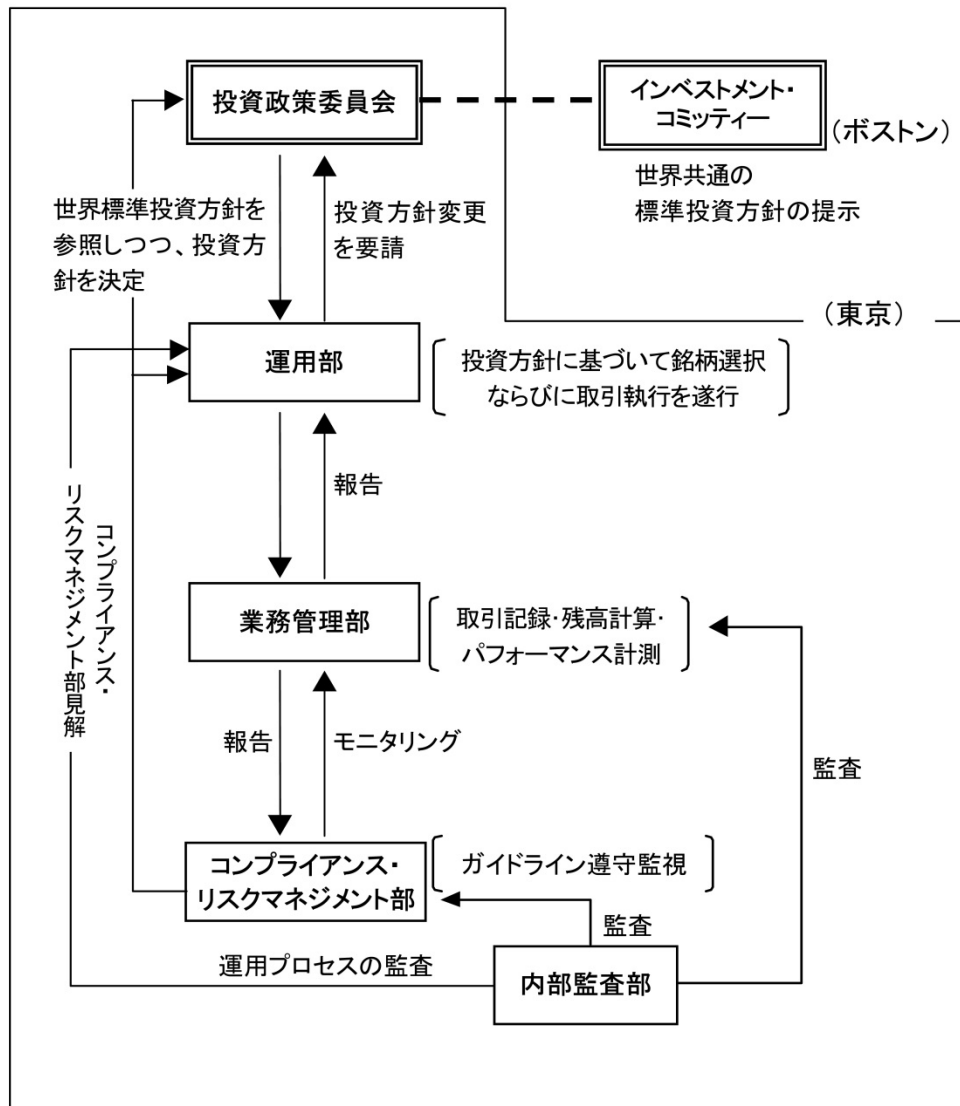 投資政策委員会
インベストメント・
コミッティー
(ボストン)
世界共通の
標準投資方針の提示
世界標準投資方針を
参照しつつ、投資方
針を決定
投資方針変更
を要請
(東京)
運用部
投資方針に基づいて銘柄選択
ならびに取引執行を遂行
報告
コンプライアンス・
リスクマネジメント部見解
業務管理部
取引記録・残高計算・
パフォーマンス計測
報告
モニタリング
監査
コンプライアンス・
リスクマネジメント部
ガイドライン遵守監視
監査
運用プロセスの監査
内部監査部